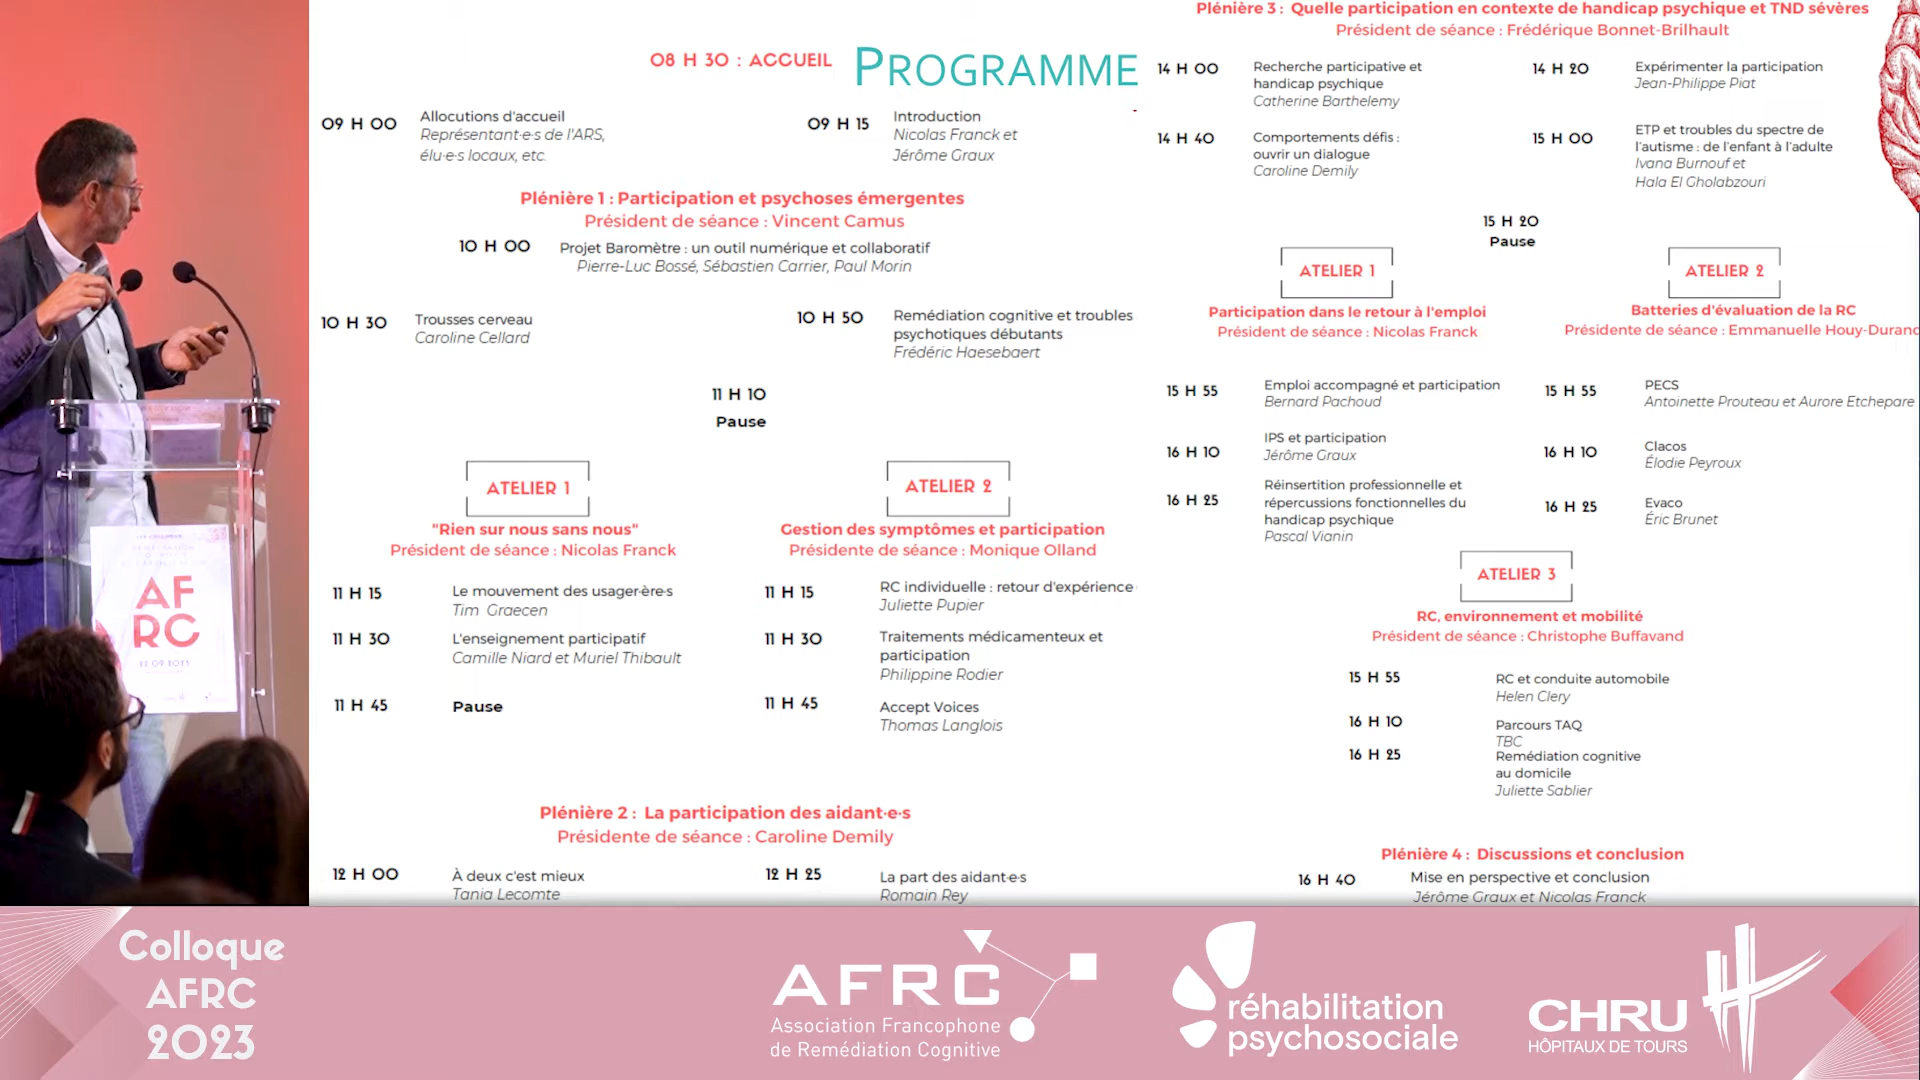 08 H 30 : ACCUEIL
PROGRAMME
09 H 00
Allocutions d'accueil
Représentant·e·s de l'ARS,
élu·e·s locaux, etc.
09 H 15
Introduction
Nicolas Franck et
Jérôme Graux
Plénière 1 : Participation et psychoses émergentes
Président de séance : Vincent Camus
10 H 00
Projet Baromètre : un outil numérique et collaboratif
Pierre-Luc Bossé, Sébastien Carrier, Paul Morin
10 H 30
Trousses cerveau
Caroline Cellard
10 H 50
Remédiation cognitive et troubles
psychotiques débutants
Frédéric Haesebaert
11 H 10
Pause
ATELIER 1
"Rien sur nous sans nous"
Président de séance : Nicolas Franck
11 H 15
Le mouvement des usager·ère·s
Tim Graecen
11 H 30
L'enseignement participatif
Camille Niard et Muriel Thibault
11 H 45
Pause
ATELIER 2
Gestion des symptômes et participation
Présidente de séance : Monique Olland
11 H 15
RC individuelle : retour d'expérience
Juliette Pupier
11 H 30
Traitements médicamenteux et
participation
Philippine Rodier
11 H 45
Accept Voices
Thomas Langlois
Plénière 2 : La participation des aidant·e·s
Présidente de séance : Caroline Demily
12 H 00
À deux c'est mieux
Tania Lecomte
12 H 25
La part des aidant·e·s
Romain Rey
Plénière 3 : Quelle participation en contexte de handicap psychique et TND sévères
Président de séance : Frédérique Bonnet-Brilhault
14 H 00
Recherche participative et
handicap psychique
Catherine Barthelemy
14 H 20
Expérimenter la participation
Jean-Philippe Piat
14 H 40
Comportements défis :
ouvrir un dialogue
Caroline Demily
15 H 00
ETP et troubles du spectre de
l'autisme : de l'enfant à l'adulte
Ivana Burnouf et
Hala El Gholabzouri
15 H 20
Pause
ATELIER 1
Participation dans le retour à l'emploi
Président de séance : Nicolas Franck
15 H 55
Emploi accompagné et participation
Bernard Pachoud
16 H 10
IPS et participation
Jérôme Graux
16 H 25
Réinsertition professionnelle et
répercussions fonctionnelles du
handicap psychique
Pascal Vianin
ATELIER 2
Batteries d'évaluation de la RC
Présidente de séance : Emmanuelle Houy-Durand
15 H 55
PECS
Antoinette Prouteau et Aurore Etchepare
16 H 10
Clacos
Élodie Peyroux
16 H 25
Evaco
Éric Brunet
ATELIER 3
RC, environnement et mobilité
Président de séance : Christophe Buffavand
15 H 55
RC et conduite automobile
Helen Clery
16 H 10
Parcours TAQ
TBC
16 H 25
Remédiation cognitive
au domicile
Juliette Sablier
Plénière 4 : Discussions et conclusion
16 H 40
Mise en perspective et conclusion
Jérôme Graux et Nicolas Franck
AF
RC
Colloque
AFRC
2023
AFRC
Association Francophone
de Remédiation Cognitive
réhabilitation
psychosociale
CHRU
HÔPITAUX DE TOURS